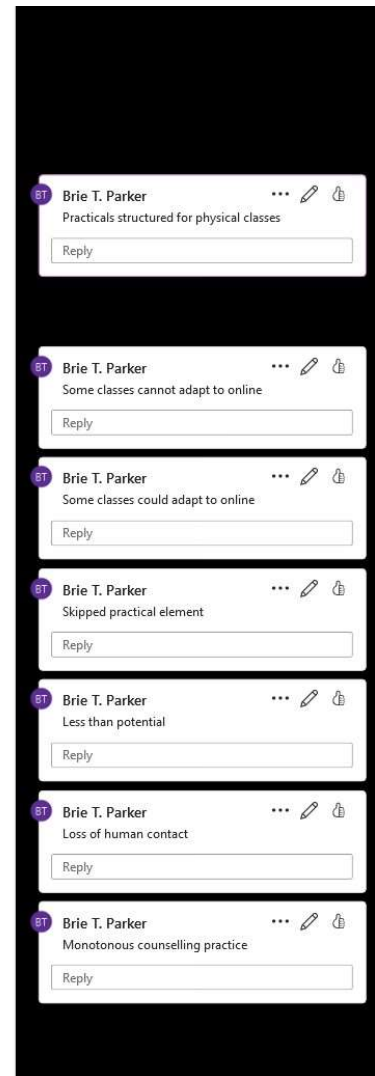 BT Brie T. Parker
Practicals structured for physical classes
Reply
BT Brie T. Parker
Some classes cannot adapt to online
Reply
BT Brie T. Parker
Some classes could adapt to online
Reply
BT Brie T. Parker
Skipped practical element
Reply
BT Brie T. Parker
Less than potential
Reply
BT Brie T. Parker
Loss of human contact
Reply
BT Brie T. Parker
Monotonous counselling practice
Reply